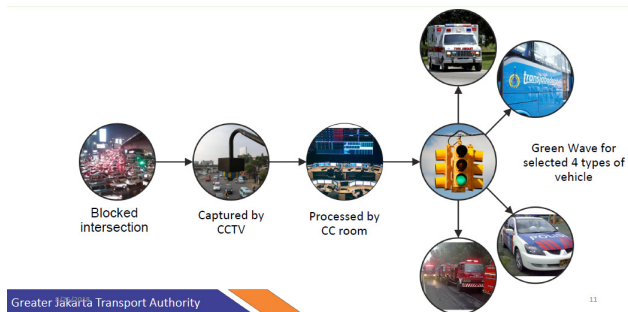 Blocked
intersection
Captured by
CCTV
Processed by
CC room
Green Wave for
selected 4 types of
vehicle
POLISI
Greater Jakarta Transport Authority
11